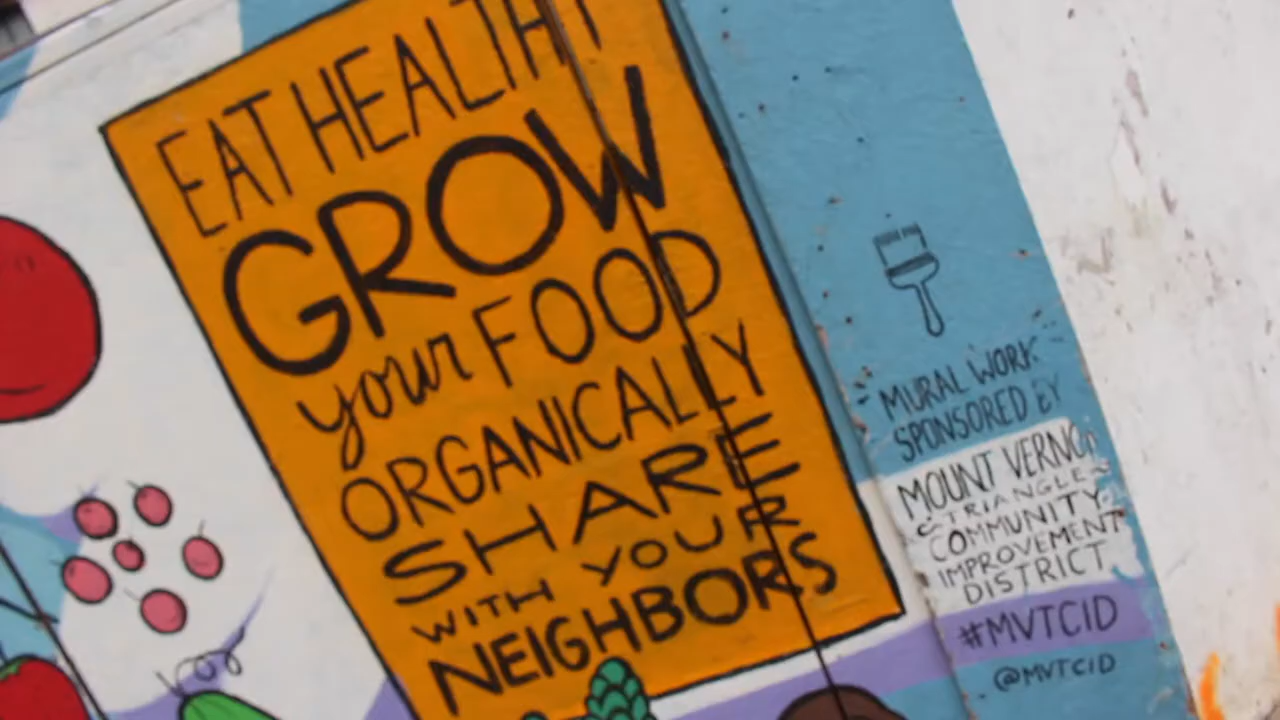 EAT HEALTHY
GROW
your FOOD
ORGANICALLY
SHARE
WITH YOUR
NEIGHBORS
MURAL WORK
SPONSORED BY
MOUNT VERNON
& TRIANGLE
COMMUNITY
IMPROVEMENT
DISTRICT
#MVTCID
@MVTCID